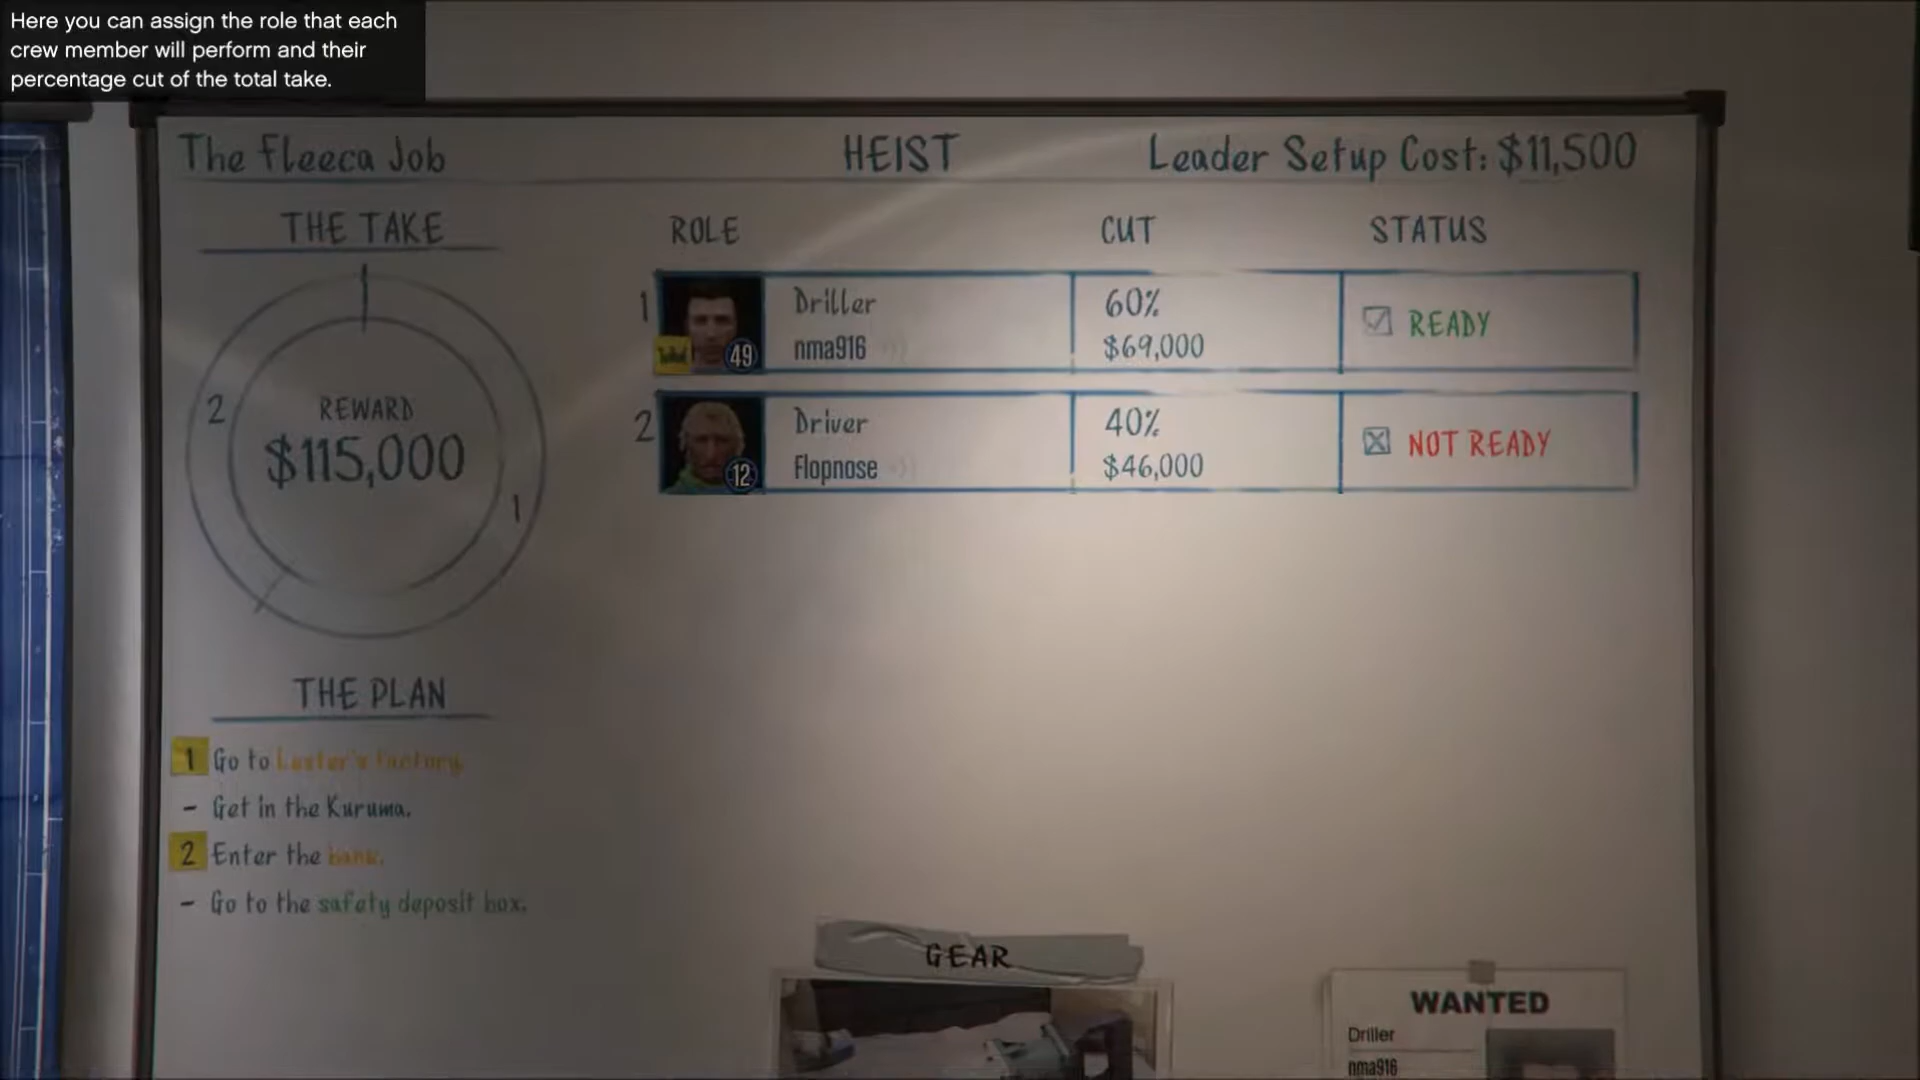 Here you can assign the role that each
crew member will perform and their
percentage cut of the total take.
The Fleeca Job
HEIST
Leader Setup Cost: $11,500
THE TAKE
ROLE
CUT
STATUS
1
Driller
60%
READY
49
nma916
$69,000
2
Driver
40%
NOT READY
12
Flopnose
$46,000
2
REWARD
$115,000
1
THE PLAN
1 Go to Lester's factory.
- Get in the Kuruma.
2 Enter the bank.
- Go to the safety deposit box.
GEAR
WANTED
Driller
nma916